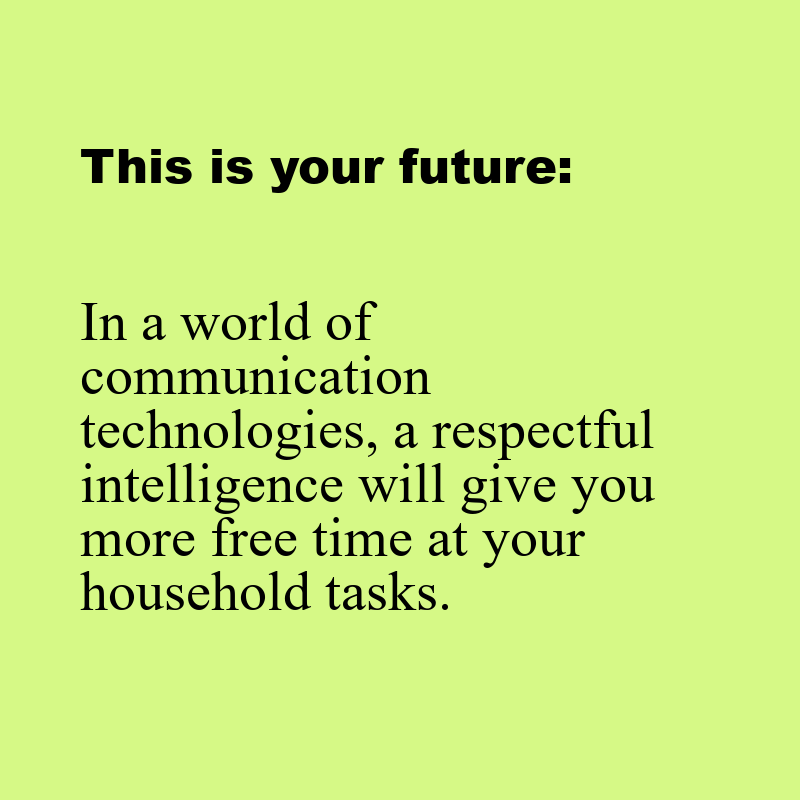 This is your future:
In a world of
communication
technologies, a respectful
intelligence will give you
more free time at your
household tasks.